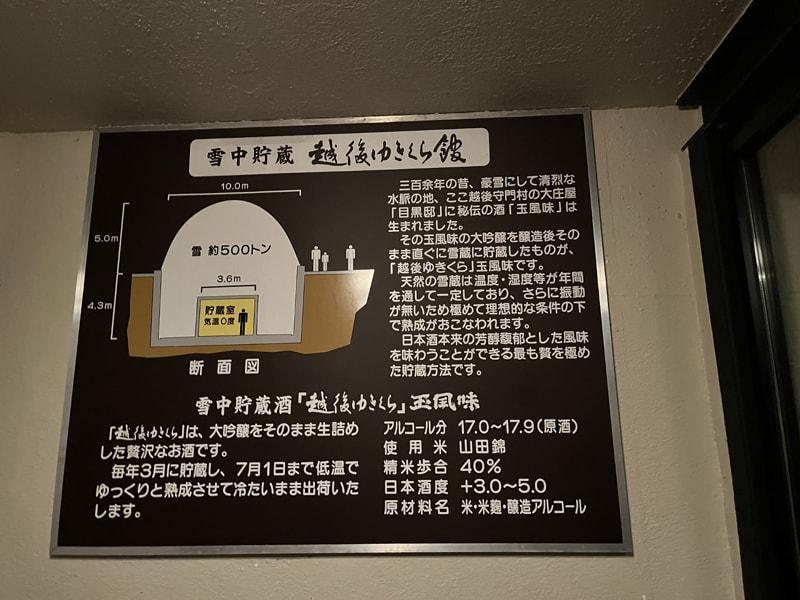 雪中貯蔵 越後ゆきくら館
10.0m
5.0m
雪 約500トン
3.6m
4.3m
貯蔵室
気温0度
断面図
三百余年の昔、豪雪にして清烈な
水脈の地、ここ越後守門村の大庄屋
「目黒邸」に秘伝の酒「玉風味」は
生まれました。
その玉風味の大吟醸を醸造後その
まま直ぐに雪蔵に貯蔵したものが、
「越後ゆきくら」玉風味です。
天然の雪蔵は温度・湿度等が年間
を通して一定しており、さらに振動
が無いため極めて理想的な条件の下
で熟成がおこなわれます。
日本酒本来の芳醇馥郁とした風味
を味わうことができる最も贅を極め
た貯蔵方法です。
雪中貯蔵酒「越後ゆきくら」玉風味
「越後ゆきくら」は、大吟醸をそのまま生詰め
した贅沢なお酒です。
毎年3月に貯蔵し、7月1日まで低温で
ゆっくりと熟成させて冷たいまま出荷いた
します。
アルコール分 17.0〜17.9(原酒)
使用米 山田錦
精米歩合 40%
日本酒度 +3.0〜5.0
原材料名 米・米麹・醸造アルコール